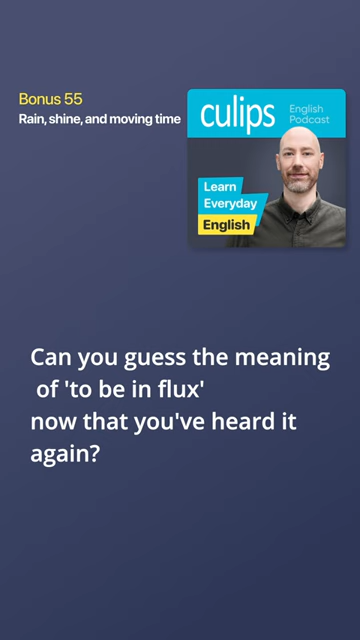 Bonus 55
Rain, shine, and moving time
culips
English
Podcast
Learn
Everyday
English
Can you guess the meaning
of 'to be in flux'
now that you've heard it
again?